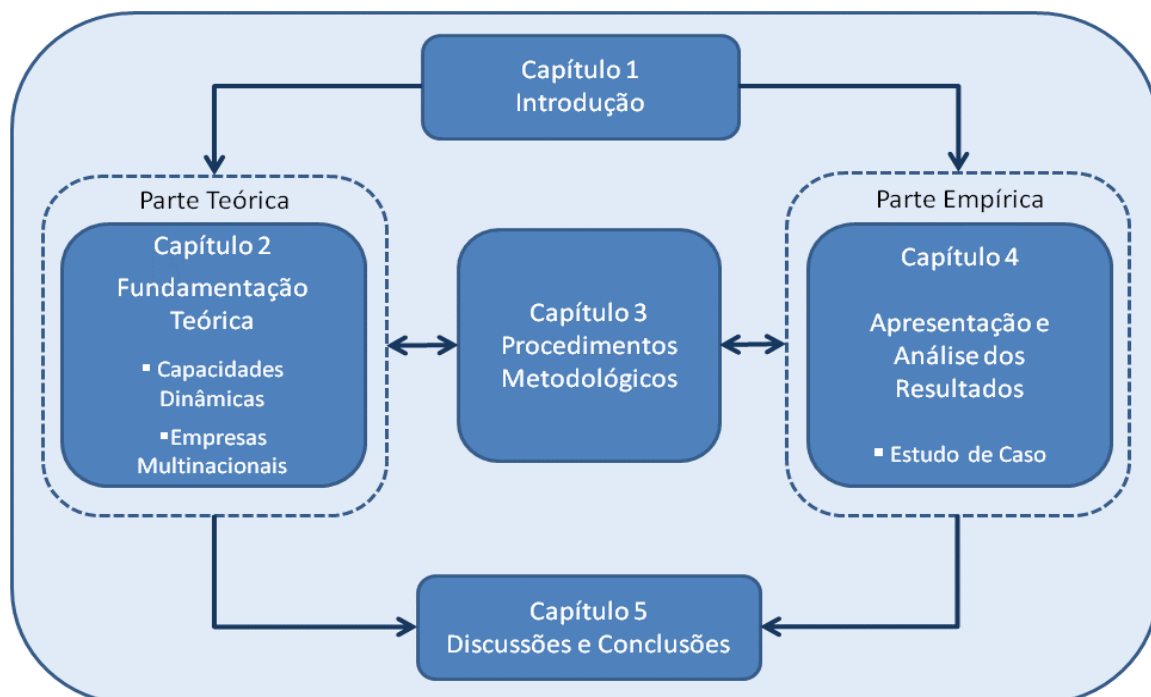 Capítulo 1
Introdução
Parte Teórica
Capítulo 2
Fundamentação
Teórica
▪ Capacidades
Dinâmicas
▪Empresas
Multinacionais
Capítulo 3
Procedimentos
Metodológicos
Parte Empírica
Capítulo 4
Apresentação e
Análise dos
Resultados
▪ Estudo de Caso
Capítulo 5
Discussões e Conclusões